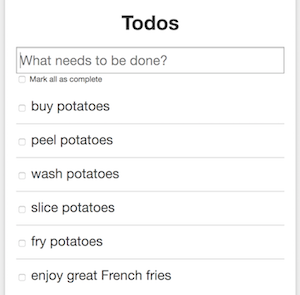 Todos
What needs to be done?
Mark all as complete
buy potatoes
peel potatoes
wash potatoes
slice potatoes
fry potatoes
enjoy great French fries